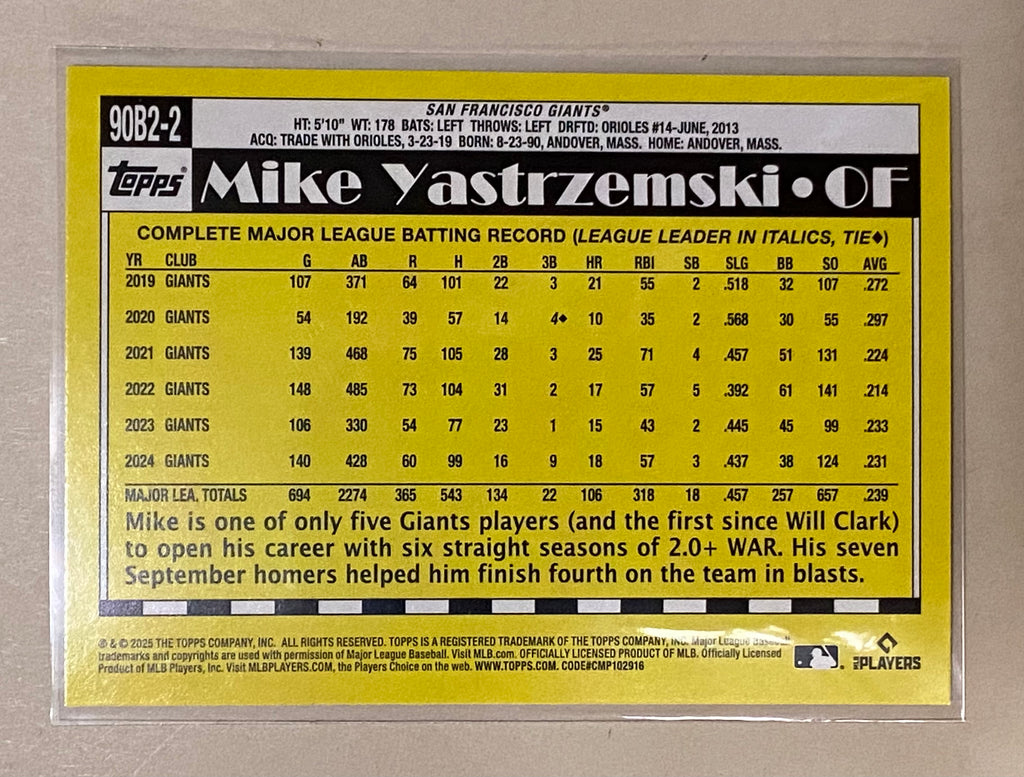 90B2-2
SAN FRANCISCO GIANTS®
HT: 5'10" WT: 178 BATS: LEFT THROWS: LEFT DRFTD: ORIOLES #14-JUNE, 2013
ACQ: TRADE WITH ORIOLES, 3-23-19 BORN: 8-23-90, ANDOVER, MASS. HOME: ANDOVER, MASS.
topps®
Mike Yastrzemski • OF
COMPLETE MAJOR LEAGUE BATTING RECORD (LEAGUE LEADER IN ITALICS, TIE♦)
YR CLUB G AB R H 2B 3B HR RBI SB SLG BB SO AVG
2019 GIANTS 107 371 64 101 22 3 21 55 2 .518 32 107 .272
2020 GIANTS 54 192 39 57 14 4♦ 10 35 2 .568 30 55 .297
2021 GIANTS 139 468 75 105 28 3 25 71 4 .457 51 131 .224
2022 GIANTS 148 485 73 104 31 2 17 57 5 .392 61 141 .214
2023 GIANTS 106 330 54 77 23 1 15 43 2 .445 45 99 .233
2024 GIANTS 140 428 60 99 16 9 18 57 3 .437 38 124 .231
MAJOR LEA. TOTALS 694 2274 365 543 134 22 106 318 18 .457 257 657 .239
Mike is one of only five Giants players (and the first since Will Clark)
to open his career with six straight seasons of 2.0+ WAR. His seven
September homers helped him finish fourth on the team in blasts.
® & © 2025 THE TOPPS COMPANY, INC. ALL RIGHTS RESERVED. TOPPS IS A REGISTERED TRADEMARK OF THE TOPPS COMPANY, INC. Major League Baseball
trademarks and copyrights are used with permission of Major League Baseball. Visit MLB.com. OFFICIALLY LICENSED PRODUCT OF MLB. Officially Licensed
Product of MLB Players, Inc. Visit MLBPLAYERS.COM, the Players Choice on the web. WWW.TOPPS.COM. CODE#CMP102916
PLAYERS